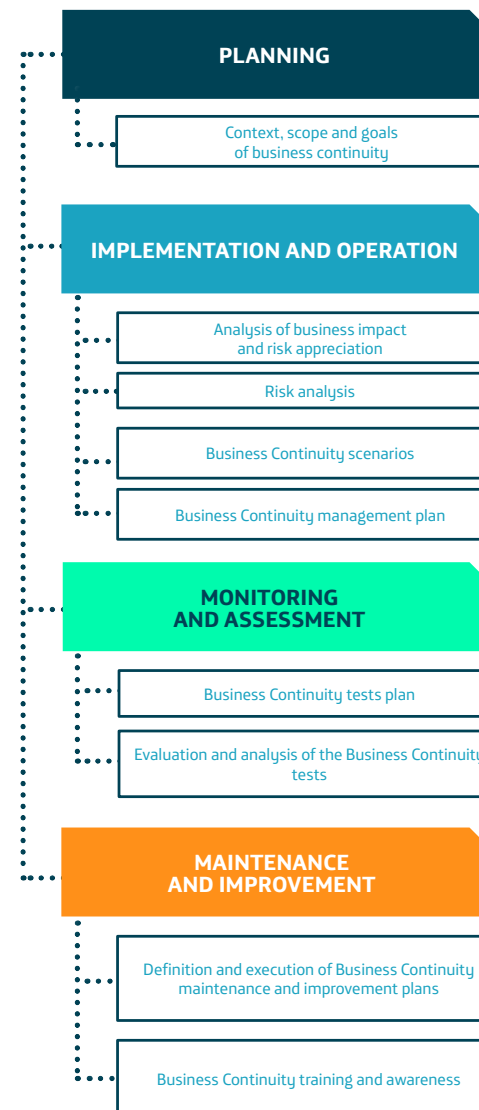 PLANNING
Context, scope and goals
of business continuity
IMPLEMENTATION AND OPERATION
Analysis of business impact
and risk appreciation
Risk analysis
Business Continuity scenarios
Business Continuity management plan
MONITORING
AND ASSESSMENT
Business Continuity tests plan
Evaluation and analysis of the Business Continuity
tests
MAINTENANCE
AND IMPROVEMENT
Definition and execution of Business Continuity
maintenance and improvement plans
Business Continuity training and awareness